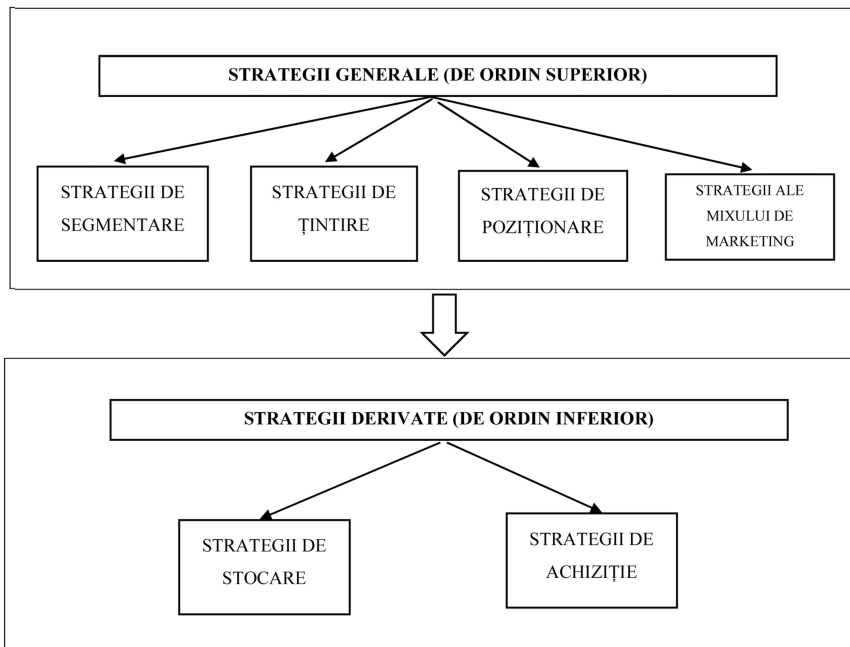 STRATEGII GENERALE (DE ORDIN SUPERIOR)
STRATEGII DE
SEGMENTARE
STRATEGII DE
ȚINTIRE
STRATEGII DE
POZIȚIONARE
STRATEGII ALE
MIXULUI DE
MARKETING
STRATEGII DERIVATE (DE ORDIN INFERIOR)
STRATEGII DE
STOCARE
STRATEGII DE
ACHIZIȚIE